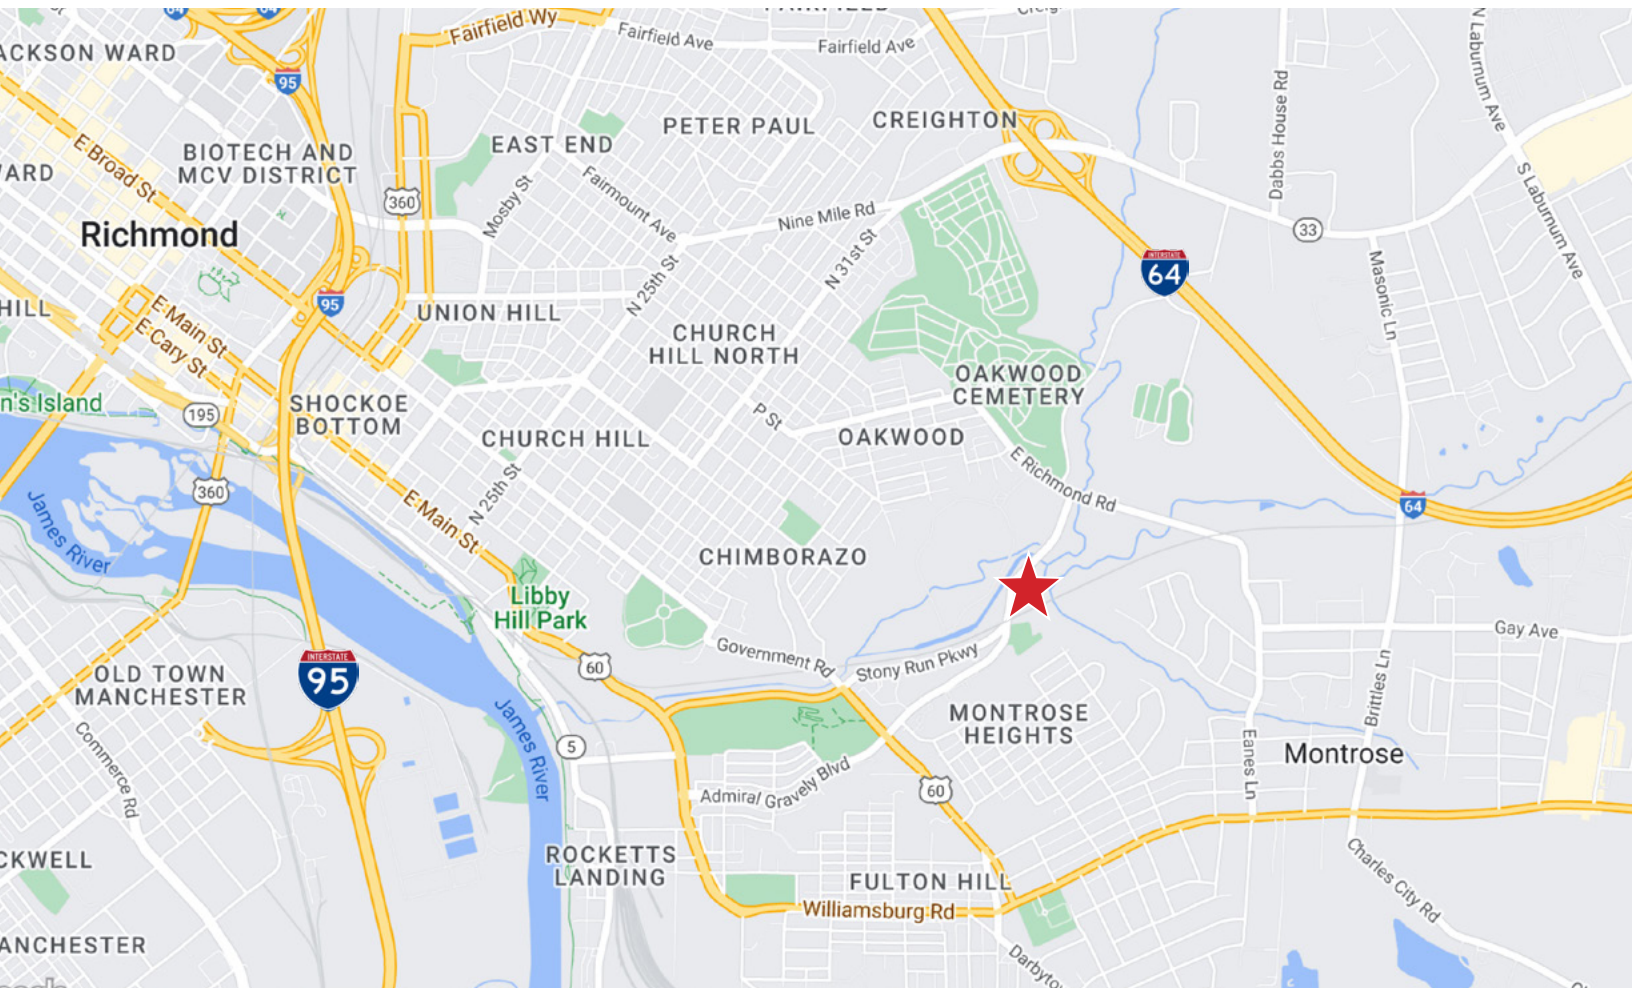 Fairfield Wy
Fairfield Ave
Fairfield Ave
ACKSON WARD
95
N Laburnum Ave
Dabbs House Rd
PETER PAUL
CREIGHTON
EAST END
E Broad St
BIOTECH AND
MCV DISTRICT
WARD
360
Mosby St
Fairmount Ave
Nine Mile Rd
S Laburnum Ave
Richmond
33
N 31st St
N 25th St
INTERSTATE
64
Masonic Ln
95
HILL
E Main St
E Cary St
UNION HILL
CHURCH
HILL NORTH
OAKWOOD
CEMETERY
n's Island
195
SHOCKOE
BOTTOM
P St
CHURCH HILL
OAKWOOD
E Richmond Rd
360
N 25th St
E Main St
64
James River
CHIMBORAZO
Libby
Hill Park
Gay Ave
Government Rd
Stony Run Pkwy
60
INTERSTATE
95
OLD TOWN
MANCHESTER
Brittles Ln
James River
MONTROSE
HEIGHTS
5
Commerce Rd
Eanes Ln
Montrose
Admiral Gravely Blvd
60
CKWELL
ROCKETTS
LANDING
FULTON HILL
Charles City Rd
Williamsburg Rd
ANCHESTER
Darbyto